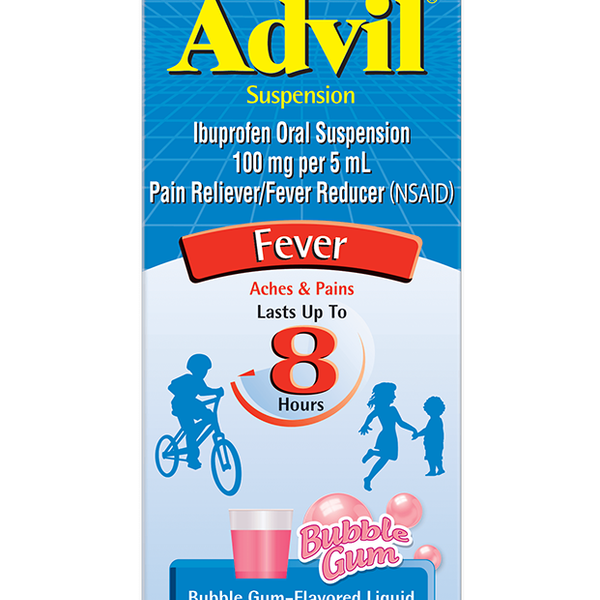 Advil®
Suspension
Ibuprofen Oral Suspension
100 mg per 5 mL
Pain Reliever/Fever Reducer (NSAID)
Fever
Aches & Pains
Lasts Up To
8
Hours
Bubble
Gum
Bubble Gum-Flavored Liquid